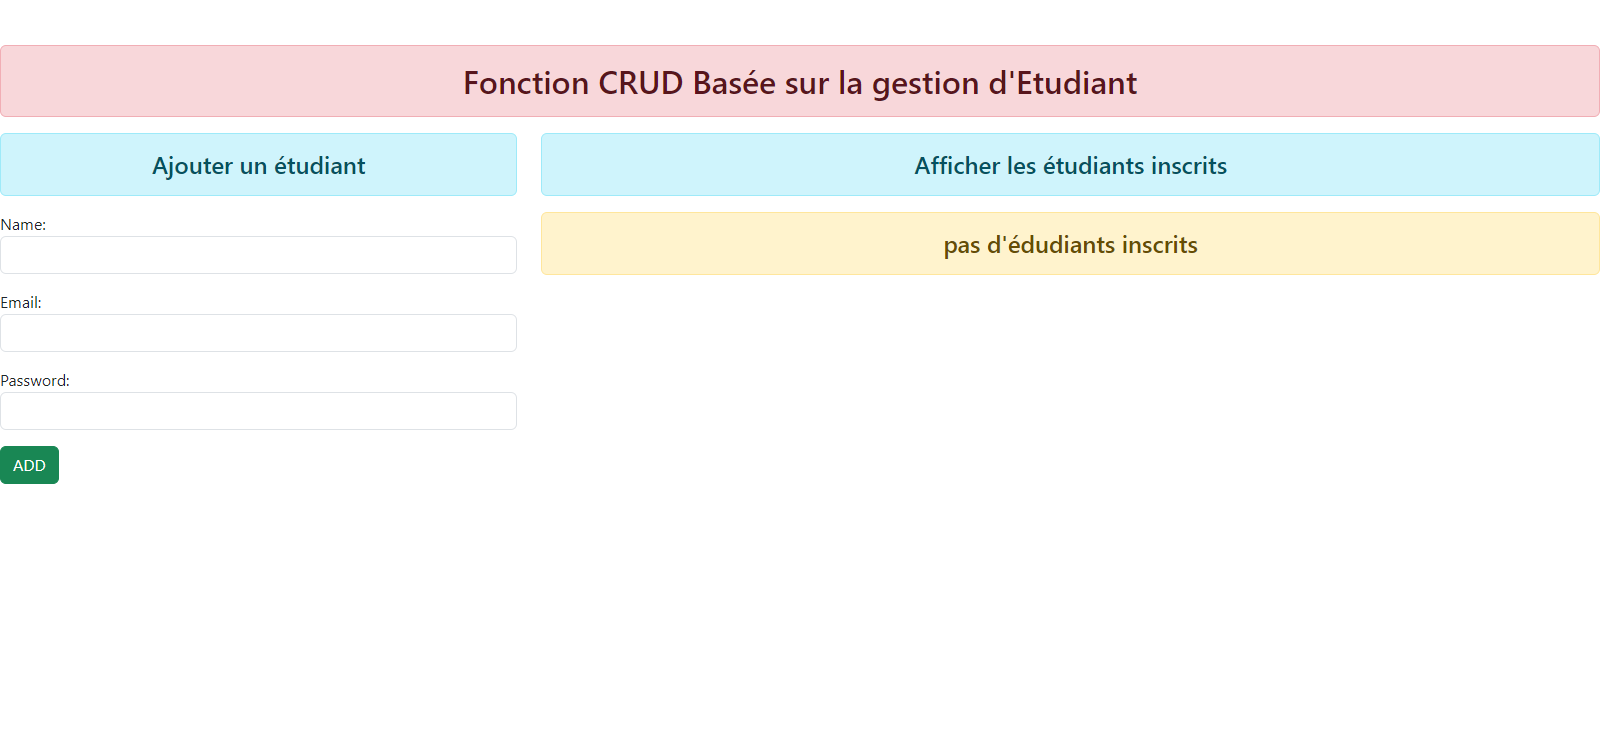 Fonction CRUD Basée sur la gestion d'Etudiant
Ajouter un étudiant
Name:
Email:
Password:
ADD
Afficher les étudiants inscrits
pas d'édudiants inscrits